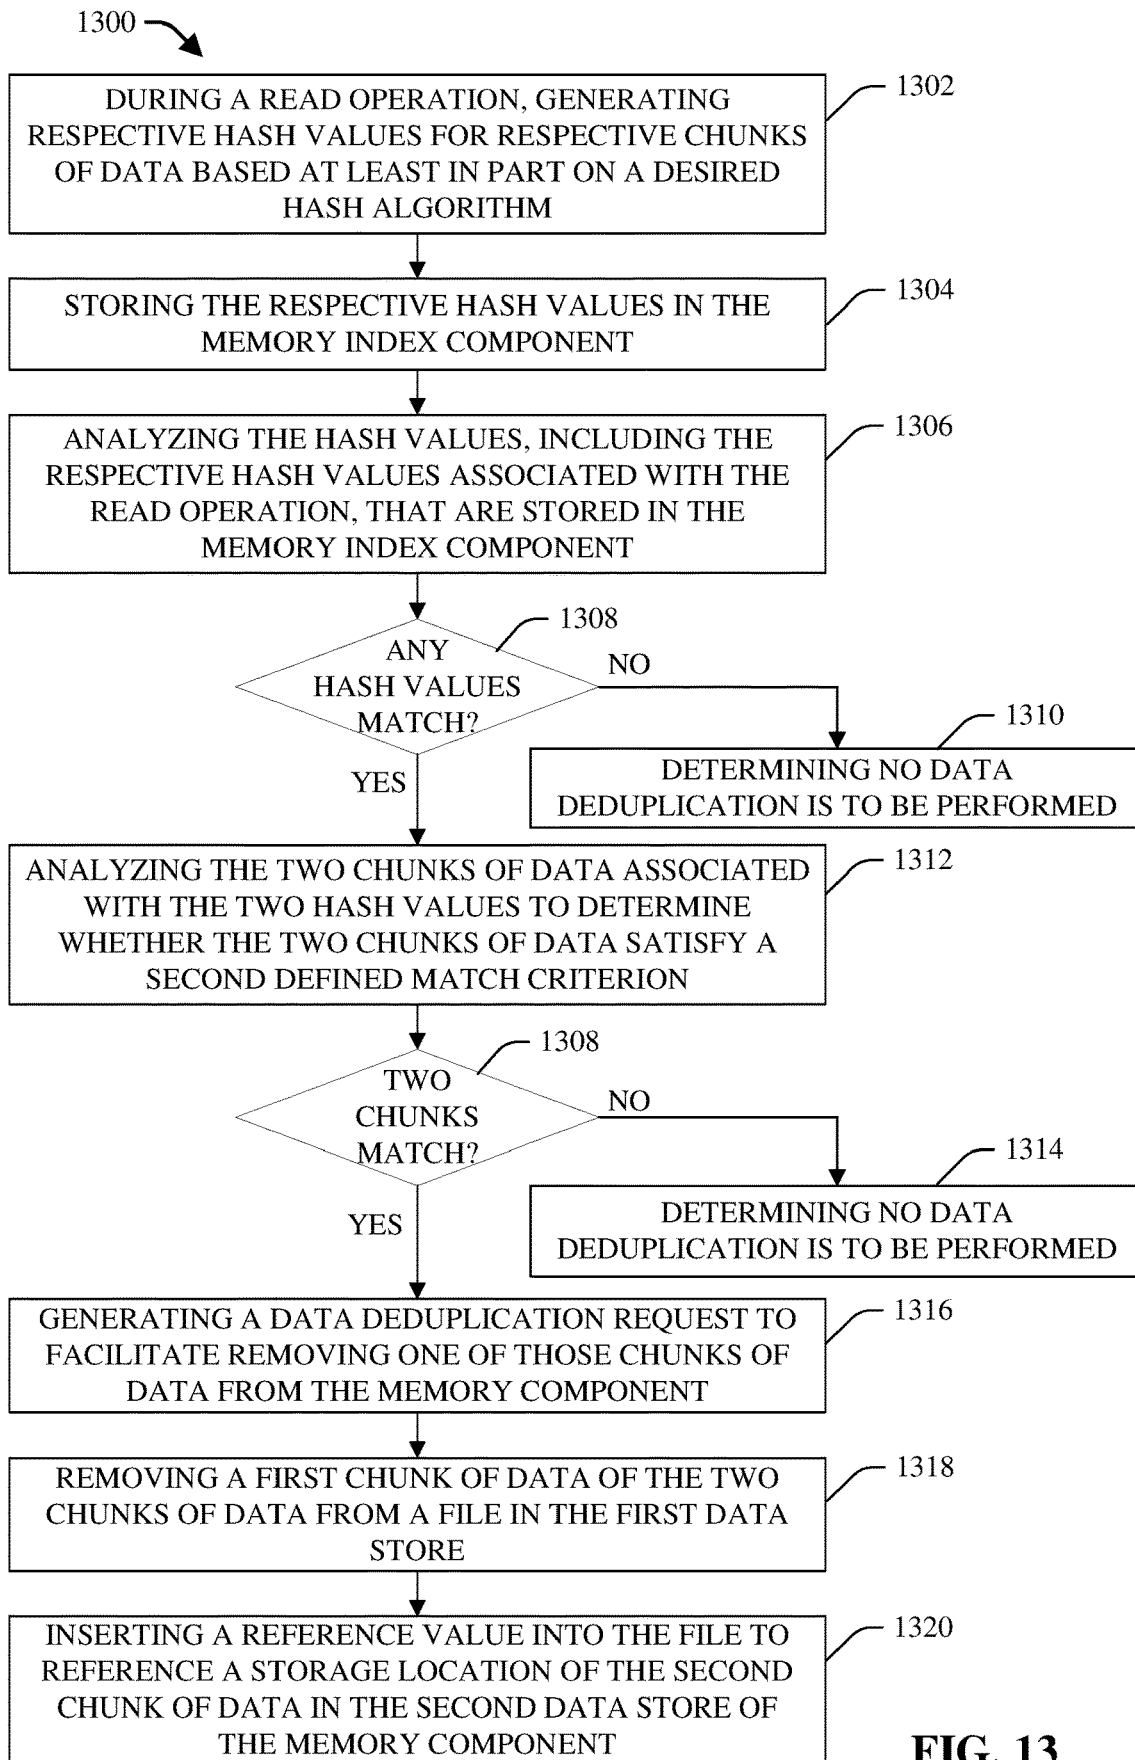 1300
DURING A READ OPERATION, GENERATING
RESPECTIVE HASH VALUES FOR RESPECTIVE CHUNKS
OF DATA BASED AT LEAST IN PART ON A DESIRED
HASH ALGORITHM
1302
STORING THE RESPECTIVE HASH VALUES IN THE
MEMORY INDEX COMPONENT
1304
ANALYZING THE HASH VALUES, INCLUDING THE
RESPECTIVE HASH VALUES ASSOCIATED WITH THE
READ OPERATION, THAT ARE STORED IN THE
MEMORY INDEX COMPONENT
1306
ANY
HASH VALUES
MATCH?
1308
NO
YES
1310
DETERMINING NO DATA
DEDUPLICATION IS TO BE PERFORMED
ANALYZING THE TWO CHUNKS OF DATA ASSOCIATED
WITH THE TWO HASH VALUES TO DETERMINE
WHETHER THE TWO CHUNKS OF DATA SATISFY A
SECOND DEFINED MATCH CRITERION
1312
TWO
CHUNKS
MATCH?
1308
NO
YES
1314
DETERMINING NO DATA
DEDUPLICATION IS TO BE PERFORMED
GENERATING A DATA DEDUPLICATION REQUEST TO
FACILITATE REMOVING ONE OF THOSE CHUNKS OF
DATA FROM THE MEMORY COMPONENT
1316
REMOVING A FIRST CHUNK OF DATA OF THE TWO
CHUNKS OF DATA FROM A FILE IN THE FIRST DATA
STORE
1318
INSERTING A REFERENCE VALUE INTO THE FILE TO
REFERENCE A STORAGE LOCATION OF THE SECOND
CHUNK OF DATA IN THE SECOND DATA STORE OF
THE MEMORY COMPONENT
1320
FIG. 13